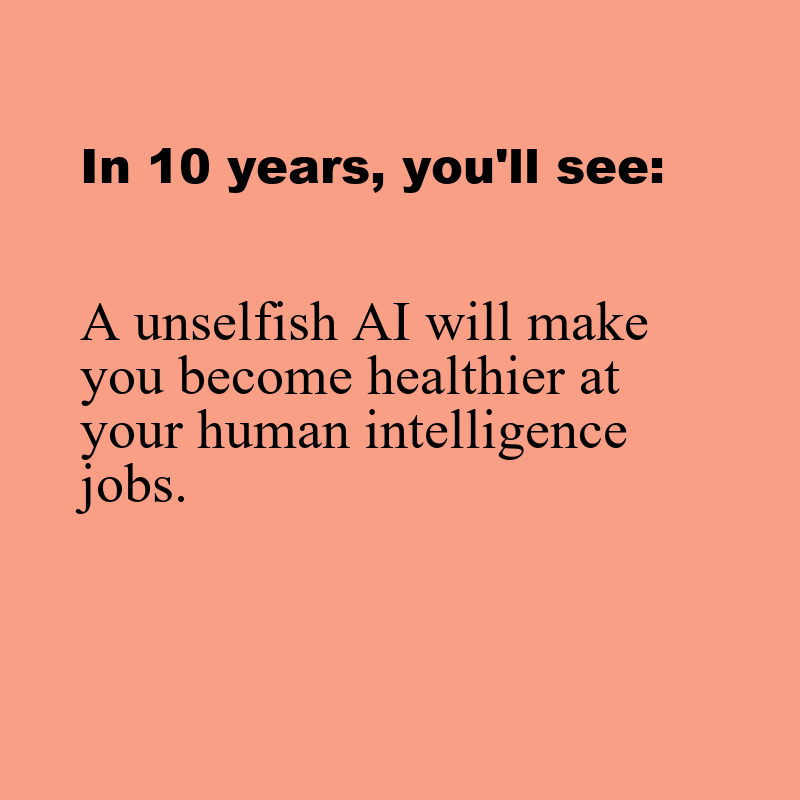 In 10 years, you'll see:
A unselfish AI will make
you become healthier at
your human intelligence
jobs.